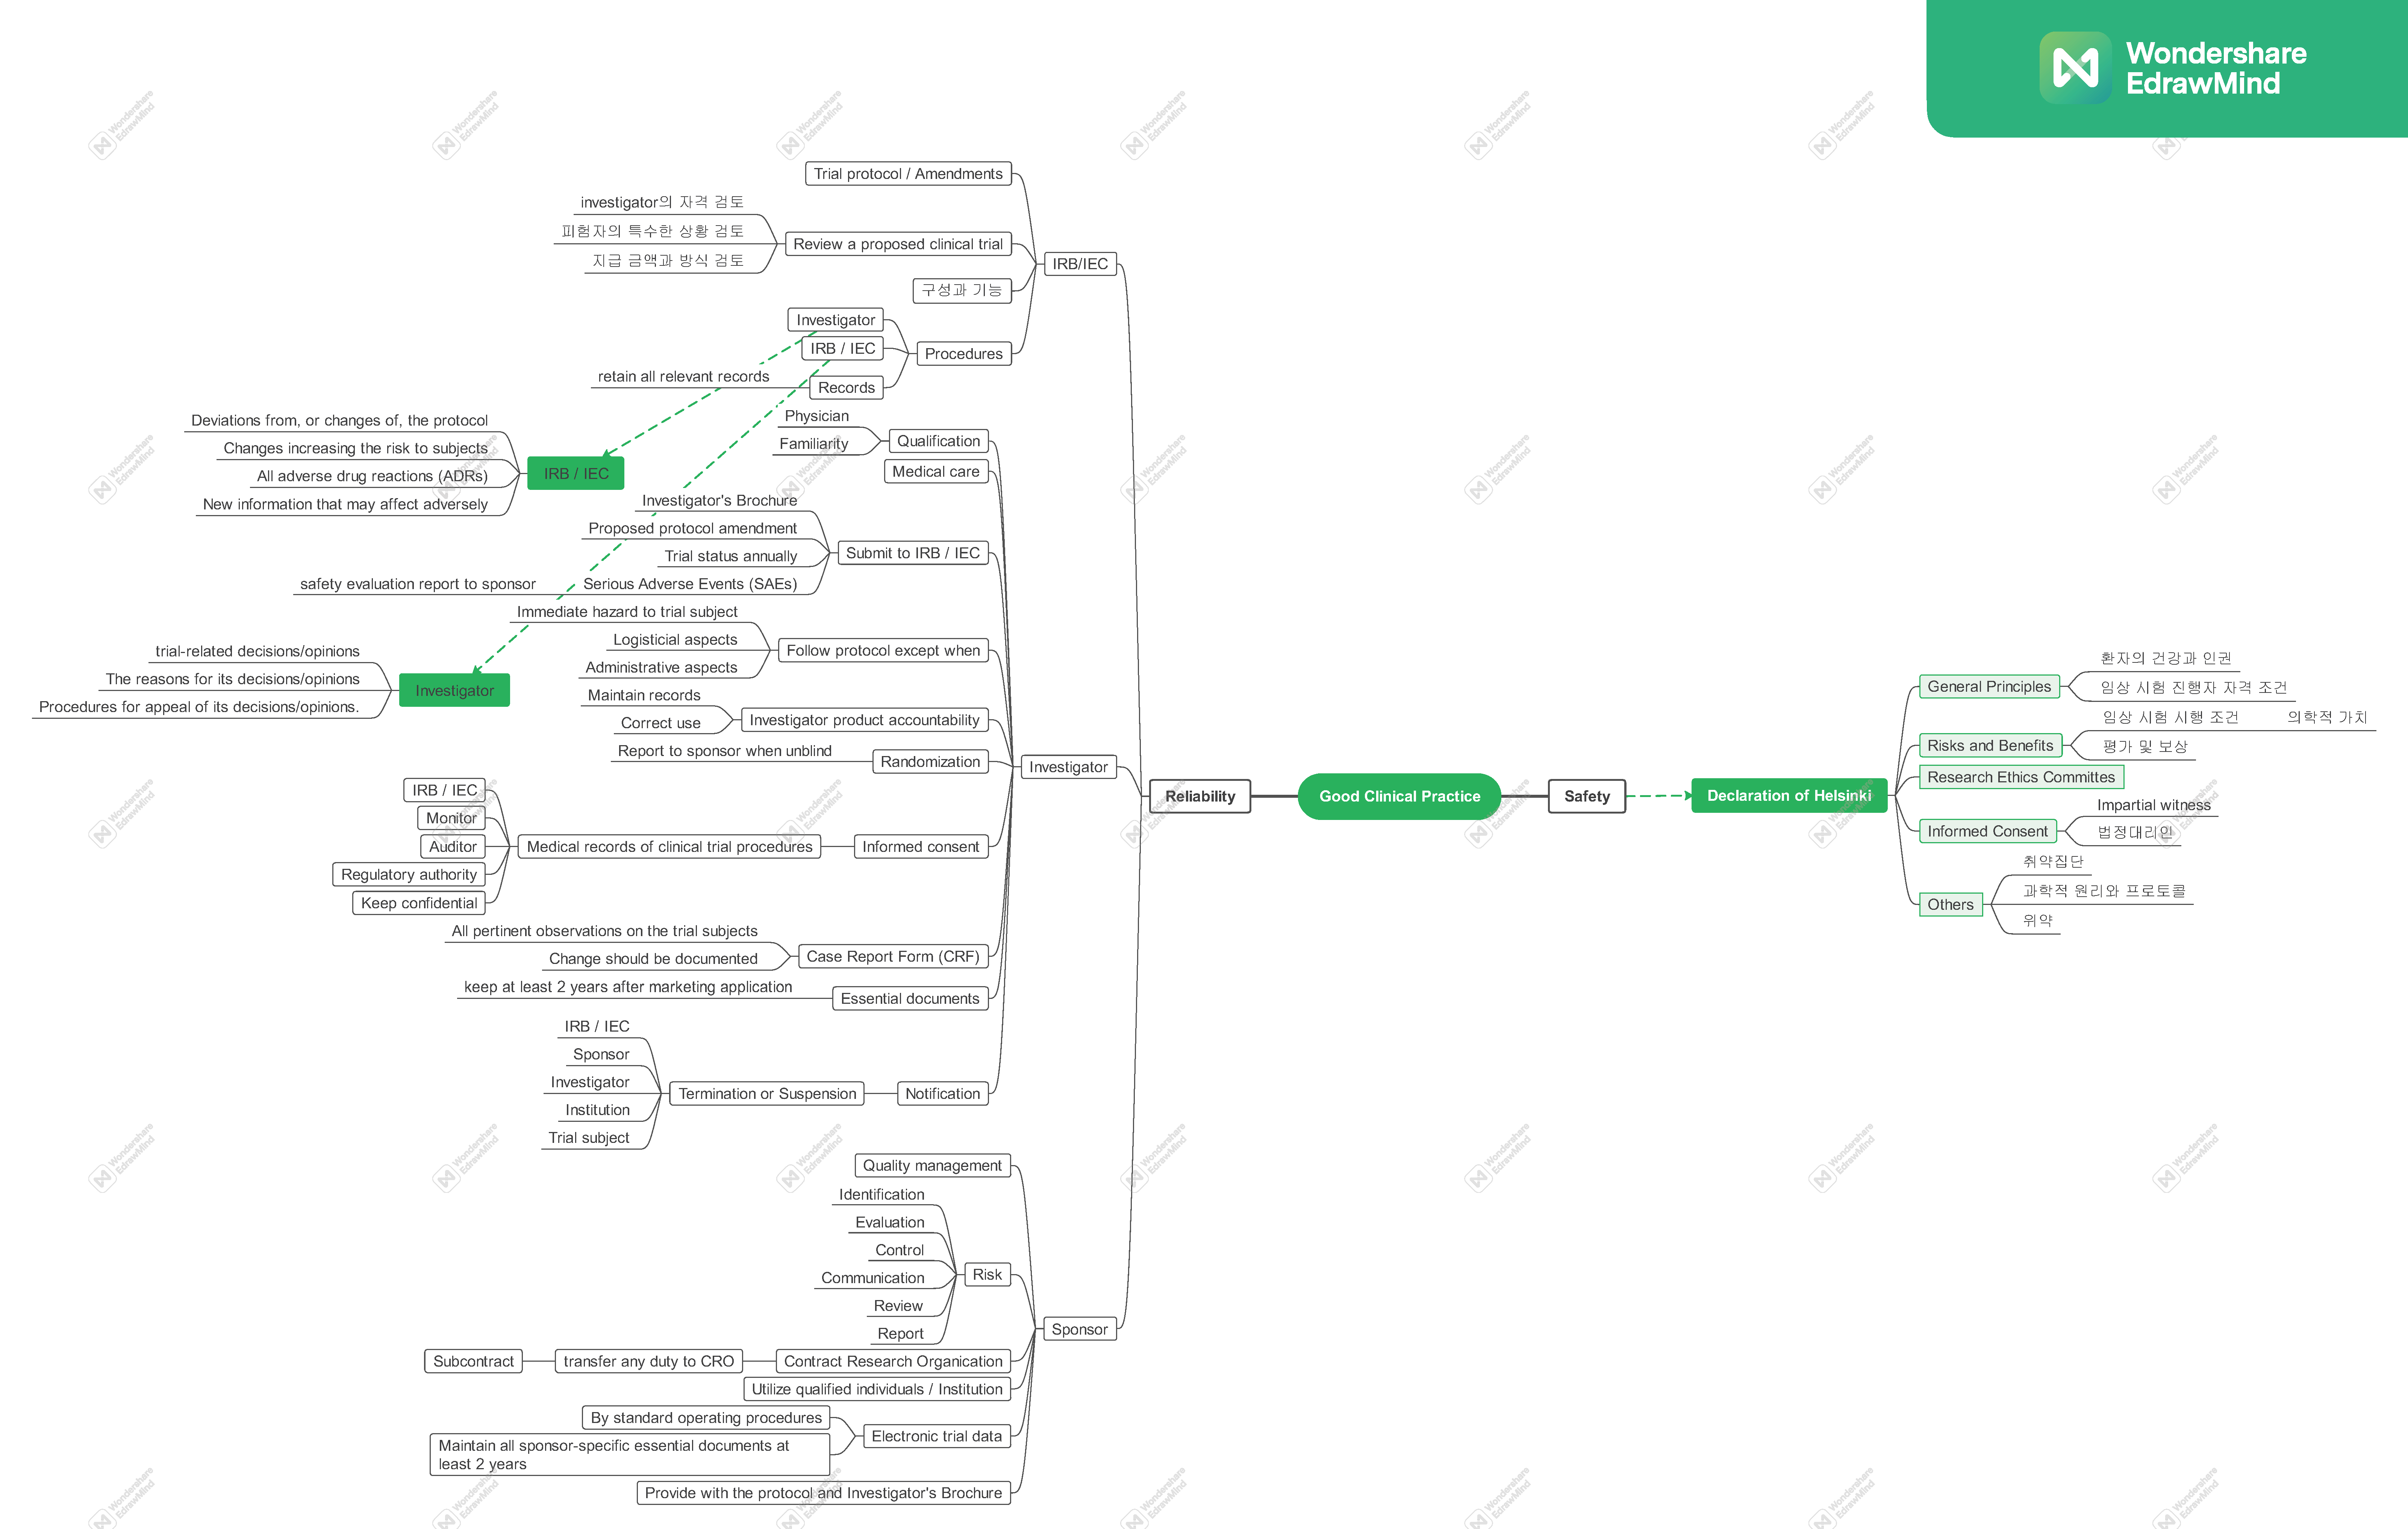 Wondershare
EdrawMind
Trial protocol / Amendments
investigator의 자격 검토
피험자의 특수한 상황 검토
지급 금액과 방식 검토
Review a proposed clinical trial
IRB/IEC
구성과 기능
Investigator
IRB / IEC
Procedures
retain all relevant records
Records
Physician
Familiarity
Qualification
Medical care
Deviations from, or changes of, the protocol
Changes increasing the risk to subjects
All adverse drug reactions (ADRs)
New information that may affect adversely
IRB / IEC
Investigator's Brochure
Proposed protocol amendment
Trial status annually
safety evaluation report to sponsor
Serious Adverse Events (SAEs)
Submit to IRB / IEC
Immediate hazard to trial subject
Logisticial aspects
Administrative aspects
Follow protocol except when
trial-related decisions/opinions
The reasons for its decisions/opinions
Procedures for appeal of its decisions/opinions.
Investigator
Maintain records
Correct use
Investigator product accountability
Report to sponsor when unblind
Randomization
Investigator
IRB / IEC
Monitor
Auditor
Regulatory authority
Keep confidential
Medical records of clinical trial procedures
Informed consent
All pertinent observations on the trial subjects
Change should be documented
Case Report Form (CRF)
keep at least 2 years after marketing application
Essential documents
IRB / IEC
Sponsor
Investigator
Institution
Trial subject
Termination or Suspension
Notification
Quality management
Identification
Evaluation
Control
Communication
Review
Report
Risk
Sponsor
Subcontract
transfer any duty to CRO
Contract Research Organication
Utilize qualified individuals / Institution
By standard operating procedures
Maintain all sponsor-specific essential documents at
least 2 years
Electronic trial data
Provide with the protocol and Investigator's Brochure
Reliability
Good Clinical Practice
Safety
Declaration of Helsinki
General Principles
환자의 건강과 인권
임상 시험 진행자 자격 조건
Risks and Benefits
임상 시험 시행 조건
의학적 가치
평가 및 보상
Research Ethics Committes
Informed Consent
Impartial witness
법정대리인
Others
취약집단
과학적 원리와 프로토콜
위약